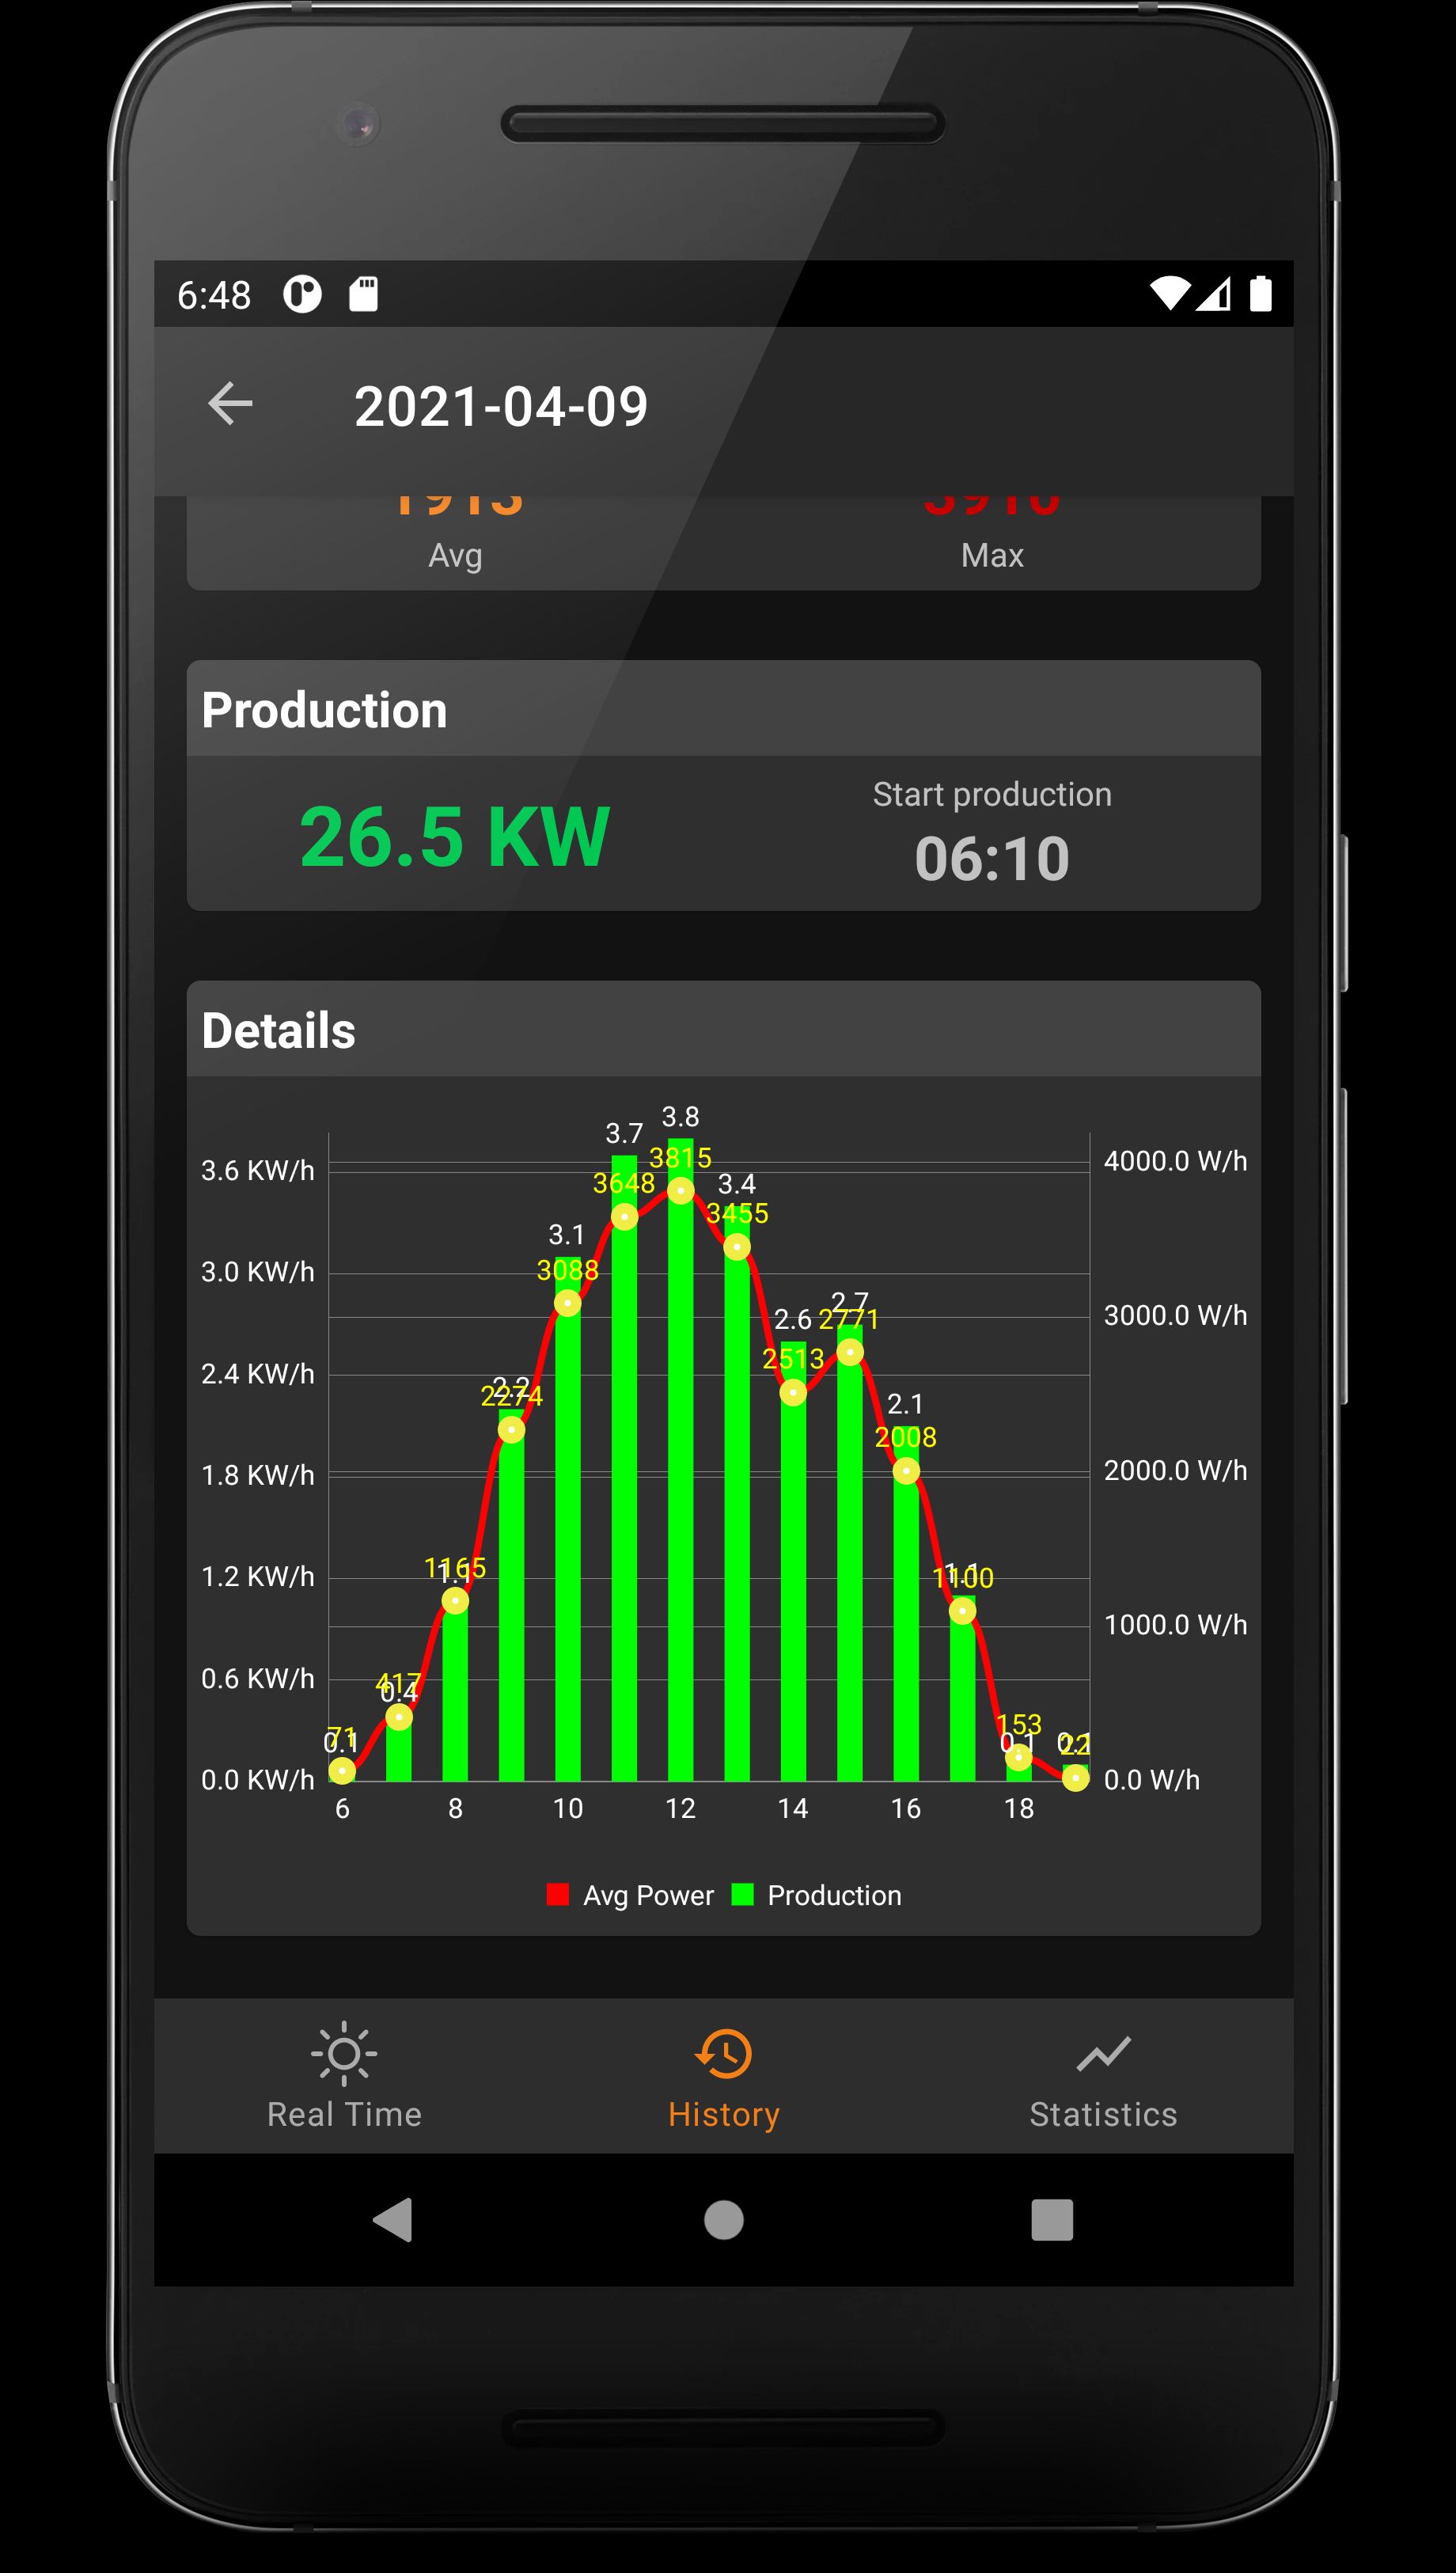 6:48
2021-04-09
Avg
Max
Production
26.5 KW
Start production
06:10
Details
3.6 KW/h
3.0 KW/h
2.4 KW/h
1.8 KW/h
1.2 KW/h
0.6 KW/h
0.0 KW/h
4000.0 W/h
3000.0 W/h
2000.0 W/h
1000.0 W/h
0.0 W/h
0.1
71
0.4
417
1.1
1165
2.2
2274
3.1
3088
3.7
3648
3.8
3815
3.4
3455
2.6
2513
2.7
2771
2.1
2008
1.1
1100
0.1
153
0.1
22
6 8 10 12 14 16 18
Avg Power Production
Real Time
History
Statistics